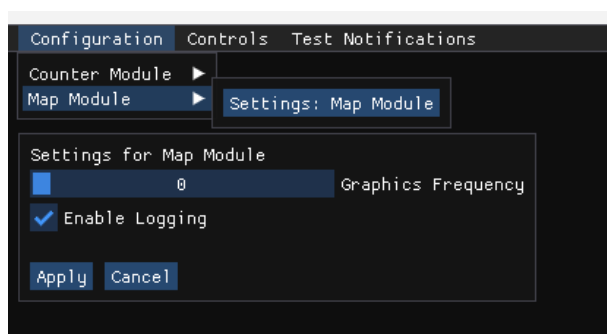 Configuration Controls Test Notifications
Counter Module
Map Module
Settings: Map Module
Settings for Map Module
0 Graphics Frequency
Enable Logging
Apply Cancel